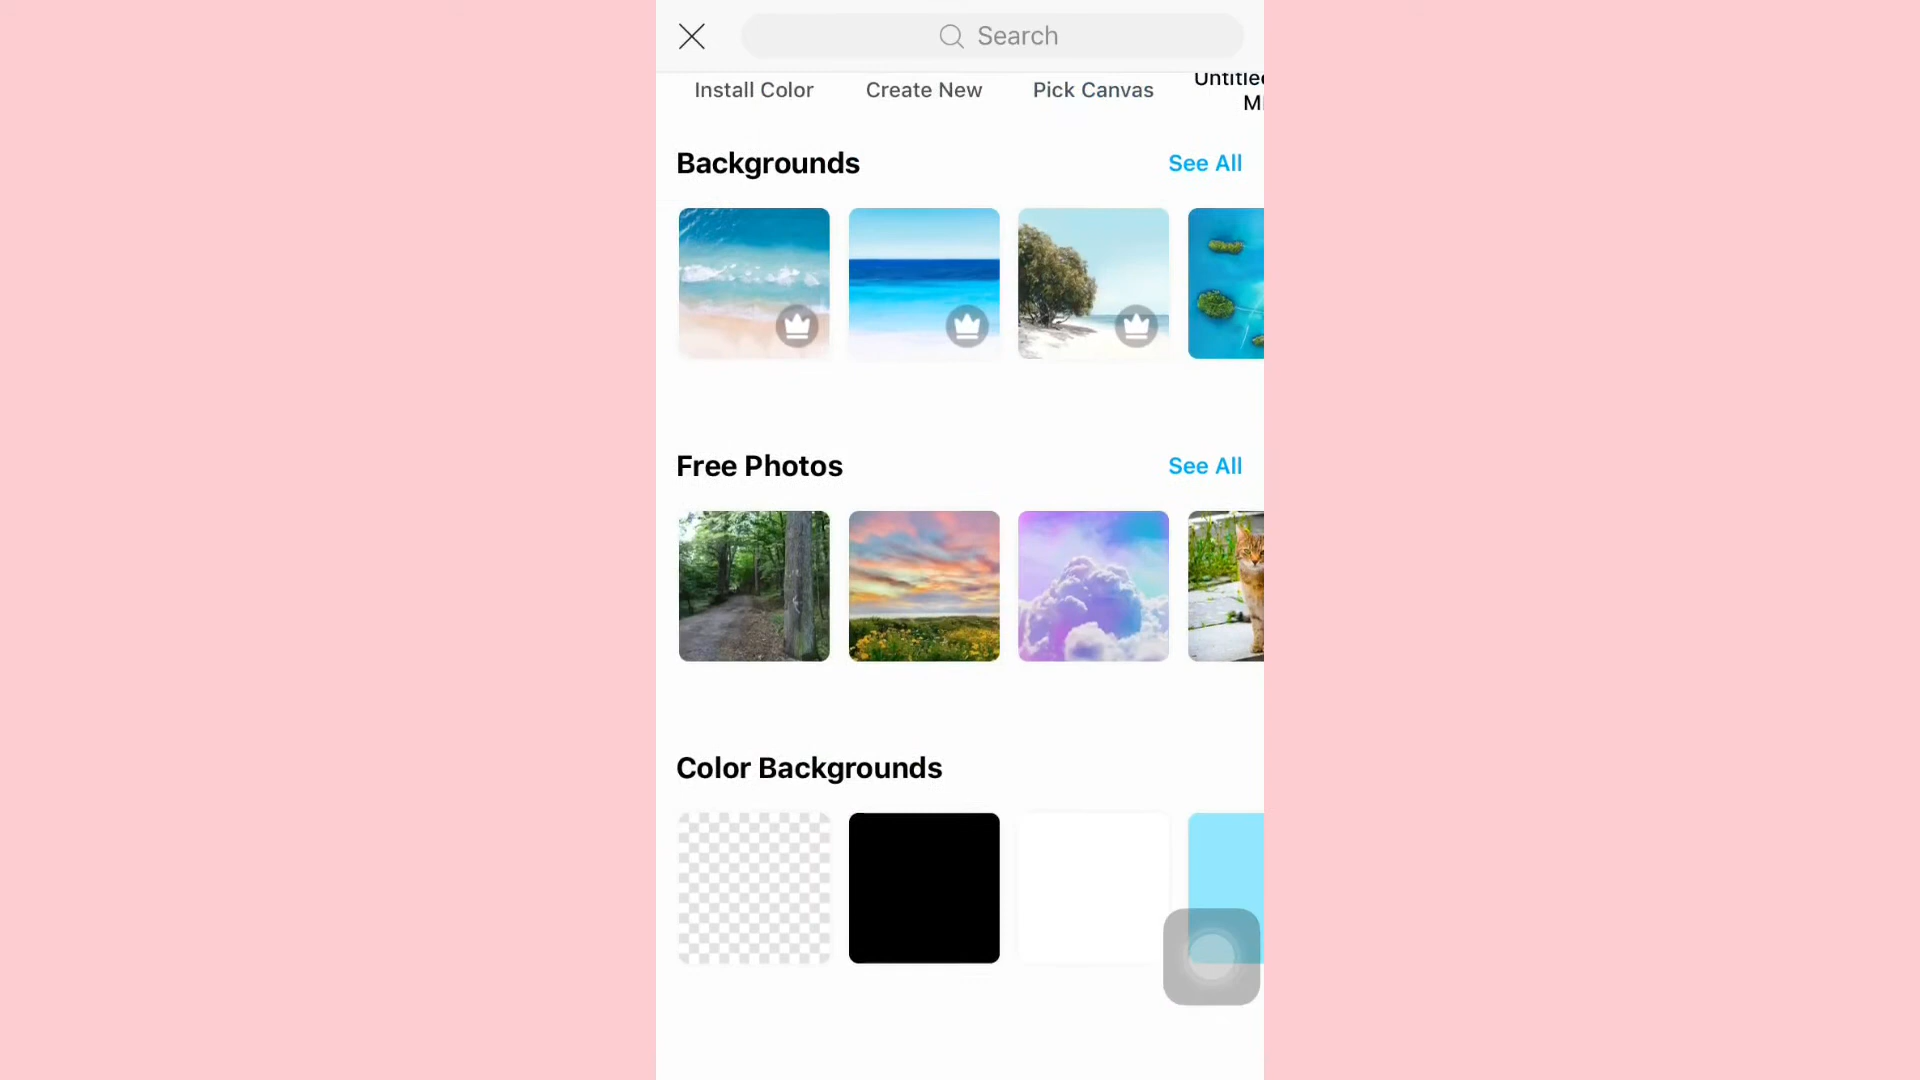 Search
Install Color
Create New
Pick Canvas
Backgrounds
See All
Free Photos
See All
Color Backgrounds